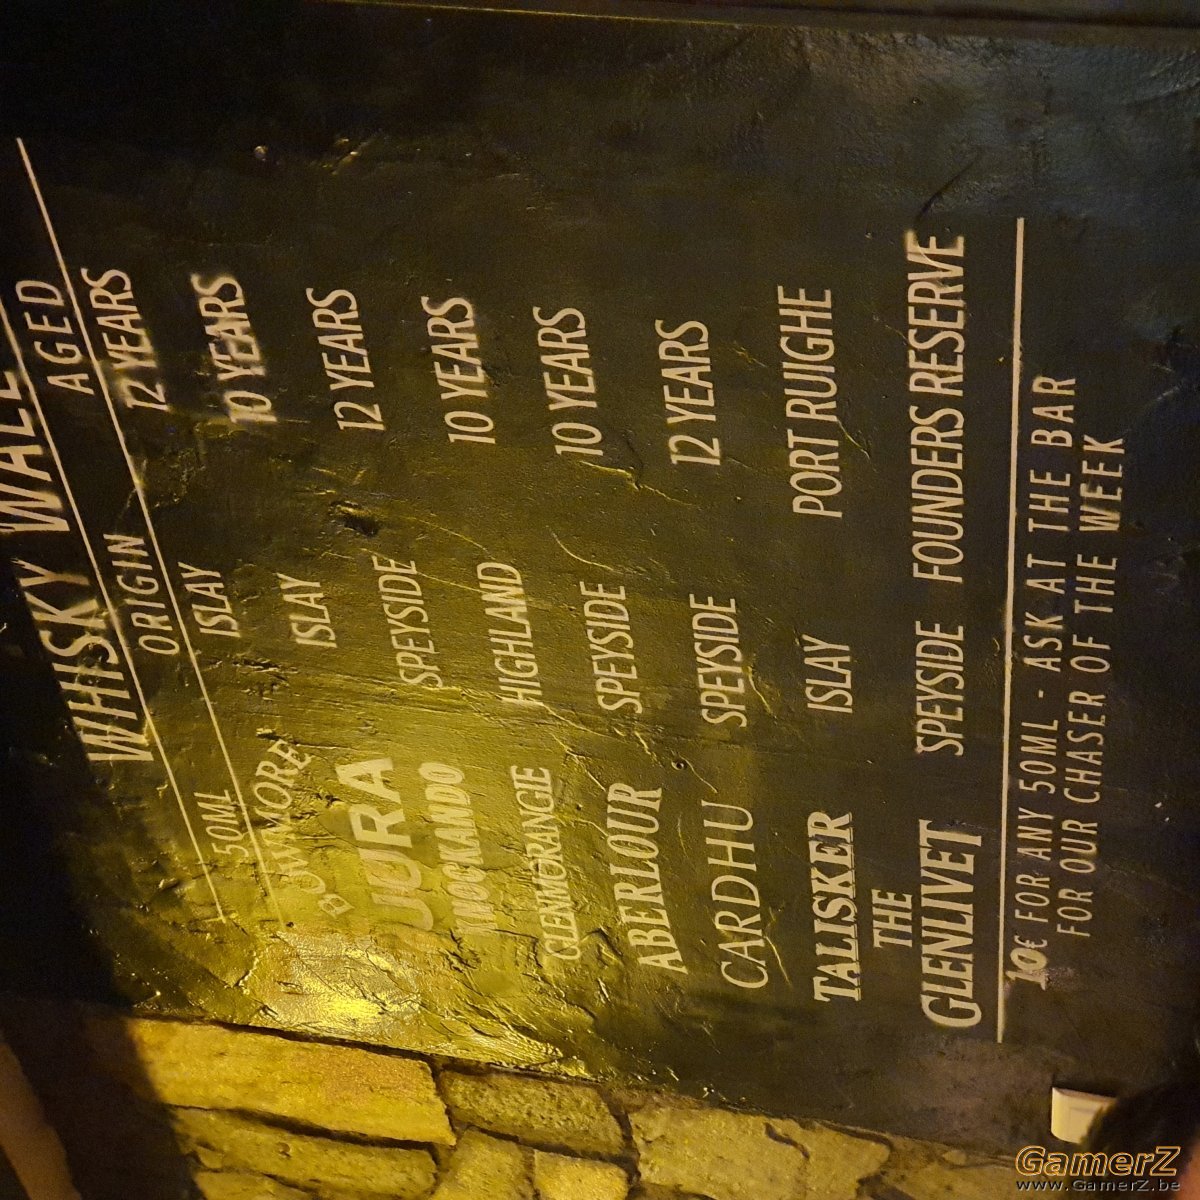 WHISKY WALL
50ML ORIGIN AGED
BOWMORE ISLAY 12 YEARS
JURA ISLAY 10 YEARS
KNOCKANDO SPEYSIDE 12 YEARS
GLENMORANGIE HIGHLAND 10 YEARS
ABERLOUR SPEYSIDE 10 YEARS
CARDHU SPEYSIDE 12 YEARS
TALISKER ISLAY PORT RUIGHE
THE
GLENLIVET SPEYSIDE FOUNDERS RESERVE
10€ FOR ANY 50ML - ASK AT THE BAR
FOR OUR CHASER OF THE WEEK
GamerZ
www.GamerZ.be